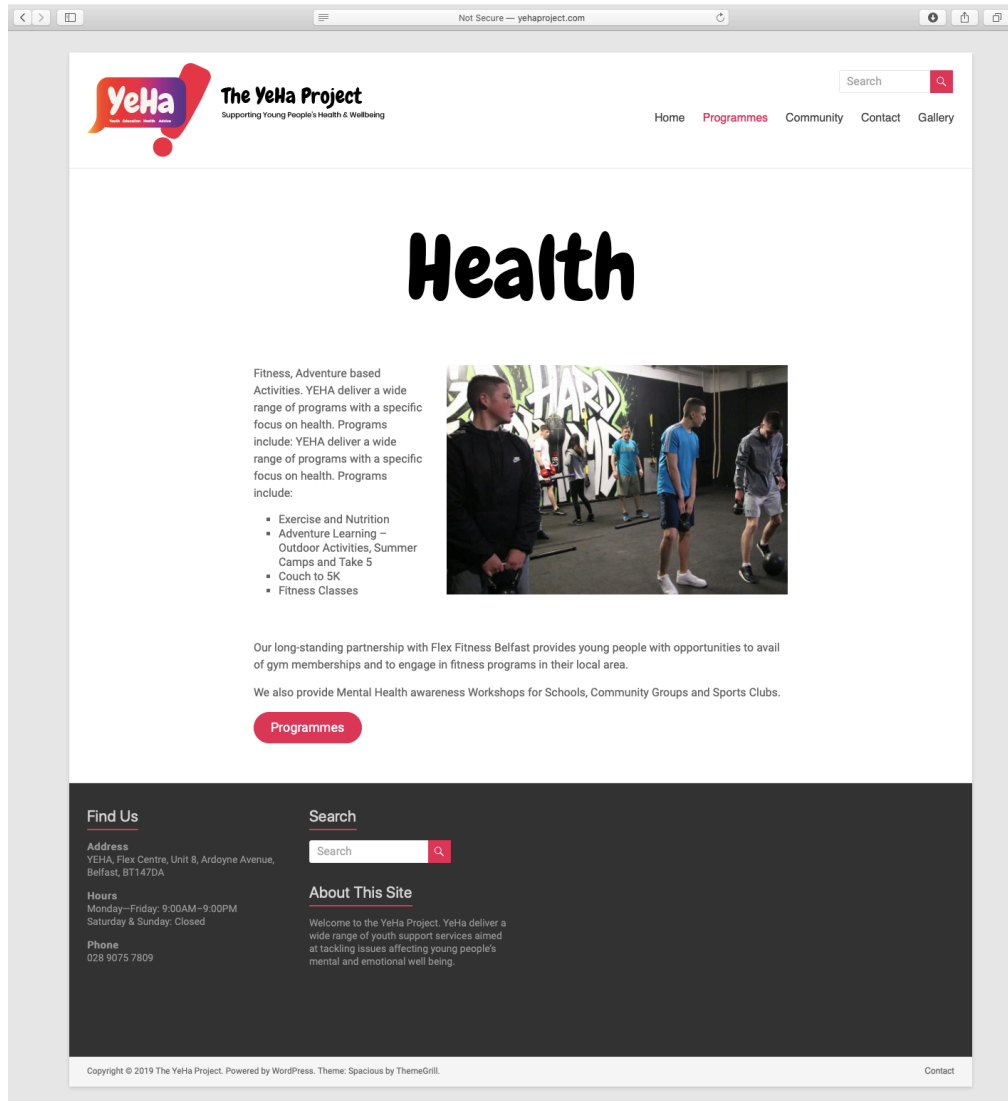 Not Secure — yehaproject.com
YeHa
Youth Education Health Advice
The YeHa Project
Supporting Young People's Health & Wellbeing
Search
Home Programmes Community Contact Gallery
Health
Fitness, Adventure based
Activities. YEHA deliver a wide
range of programs with a specific
focus on health. Programs
include: YEHA deliver a wide
range of programs with a specific
focus on health. Programs
include:
Exercise and Nutrition
Adventure Learning –
Outdoor Activities, Summer
Camps and Take 5
Couch to 5K
Fitness Classes
HARD
Our long-standing partnership with Flex Fitness Belfast provides young people with opportunities to avail
of gym memberships and to engage in fitness programs in their local area.
We also provide Mental Health awareness Workshops for Schools, Community Groups and Sports Clubs.
Programmes
Find Us
Address
YEHA, Flex Centre, Unit 8, Ardoyne Avenue,
Belfast, BT147DA
Hours
Monday—Friday: 9:00AM–9:00PM
Saturday & Sunday: Closed
Phone
028 9075 7809
Search
Search
About This Site
Welcome to the YeHa Project. YeHa deliver a
wide range of youth support services aimed
at tackling issues affecting young people's
mental and emotional well being.
Copyright © 2019 The YeHa Project. Powered by WordPress. Theme: Spacious by ThemeGrill.
Contact